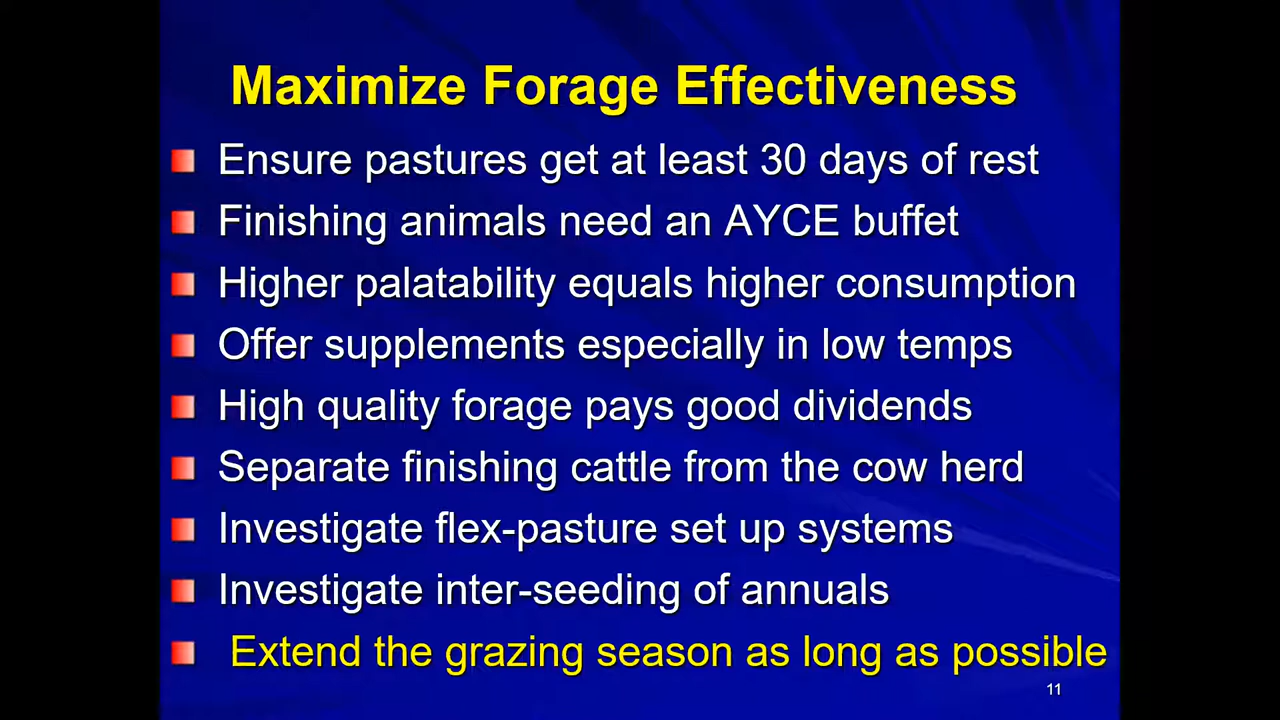 Maximize Forage Effectiveness
Ensure pastures get at least 30 days of rest
Finishing animals need an AYCE buffet
Higher palatability equals higher consumption
Offer supplements especially in low temps
High quality forage pays good dividends
Separate finishing cattle from the cow herd
Investigate flex-pasture set up systems
Investigate inter-seeding of annuals
Extend the grazing season as long as possible
11